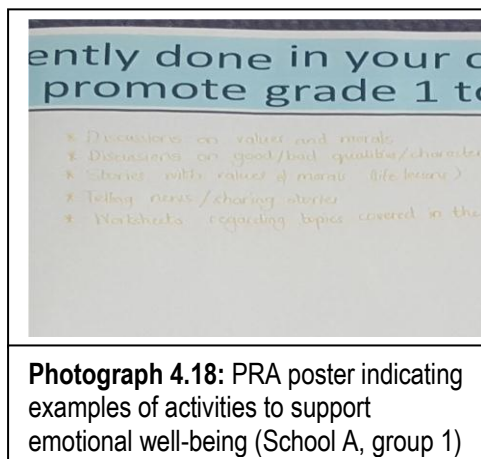 ently done in your c
promote grade 1 to
* Discussions on values and morals
* Discussions on good/bad qualities/character
* Stories with values & morals (life lessons)
* Telling news/sharing stories
* Worksheets regarding topics covered in the
Photograph 4.18: PRA poster indicating
examples of activities to support
emotional well-being (School A, group 1)